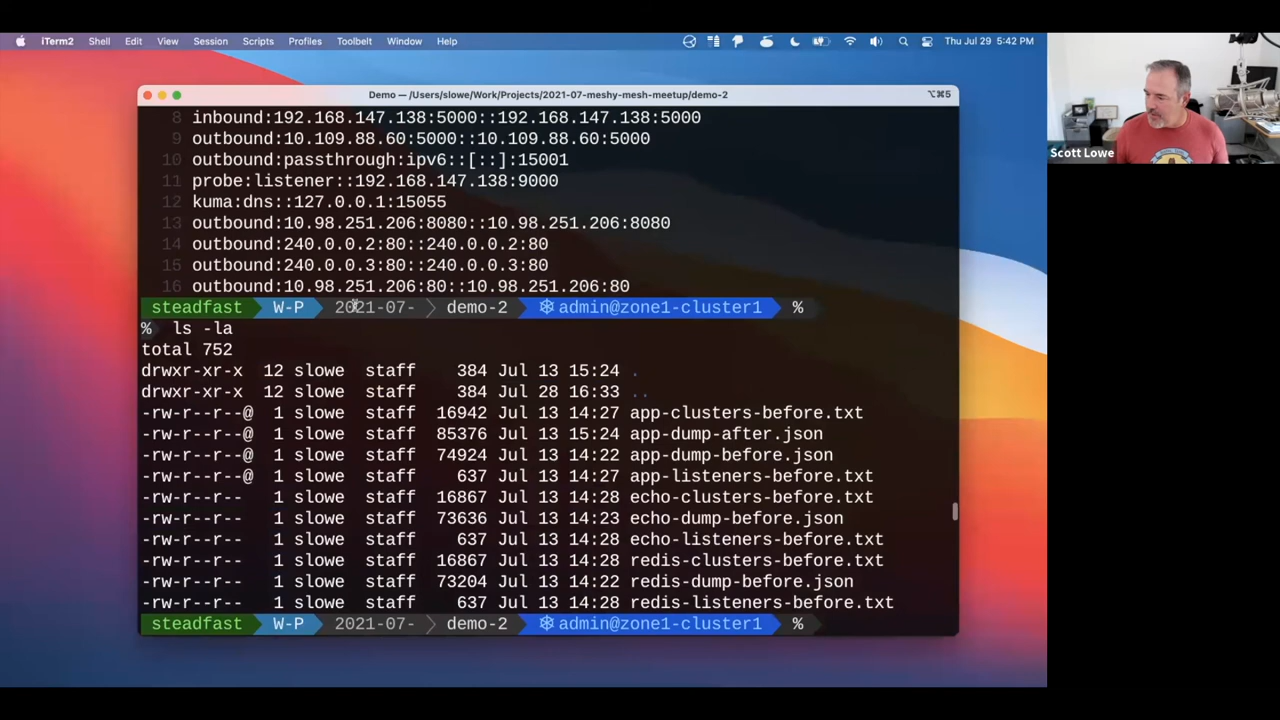 iTerm2 Shell Edit View Session Scripts Profiles Toolbelt Window Help Thu Jul 29 5:42 PM
Demo — /Users/slowe/Work/Projects/2021-07-meshy-mesh-meetup/demo-2 ⌥⌘5
8 inbound:192.168.147.138:5000::192.168.147.138:5000
9 outbound:10.109.88.60:5000::10.109.88.60:5000
10 outbound:passthrough:ipv6::[::]:15001
11 probe:listener::192.168.147.138:9000
12 kuma:dns::127.0.0.1:15055
13 outbound:10.98.251.206:8080::10.98.251.206:8080
14 outbound:240.0.0.2:80::240.0.0.2:80
15 outbound:240.0.0.3:80::240.0.0.3:80
16 outbound:10.98.251.206:80::10.98.251.206:80
steadfast W-P 2021-07- demo-2 admin@zone1-cluster1 %
% ls -la
total 752
drwxr-xr-x 12 slowe staff 384 Jul 13 15:24 .
drwxr-xr-x 12 slowe staff 384 Jul 28 16:33 ..
-rw-r--r--@ 1 slowe staff 16942 Jul 13 14:27 app-clusters-before.txt
-rw-r--r--@ 1 slowe staff 85376 Jul 13 15:24 app-dump-after.json
-rw-r--r--@ 1 slowe staff 74924 Jul 13 14:22 app-dump-before.json
-rw-r--r--@ 1 slowe staff 637 Jul 13 14:27 app-listeners-before.txt
-rw-r--r-- 1 slowe staff 16867 Jul 13 14:28 echo-clusters-before.txt
-rw-r--r-- 1 slowe staff 73636 Jul 13 14:23 echo-dump-before.json
-rw-r--r-- 1 slowe staff 637 Jul 13 14:28 echo-listeners-before.txt
-rw-r--r-- 1 slowe staff 16867 Jul 13 14:28 redis-clusters-before.txt
-rw-r--r-- 1 slowe staff 73204 Jul 13 14:22 redis-dump-before.json
-rw-r--r-- 1 slowe staff 637 Jul 13 14:28 redis-listeners-before.txt
steadfast W-P 2021-07- demo-2 admin@zone1-cluster1 %
Scott Lowe